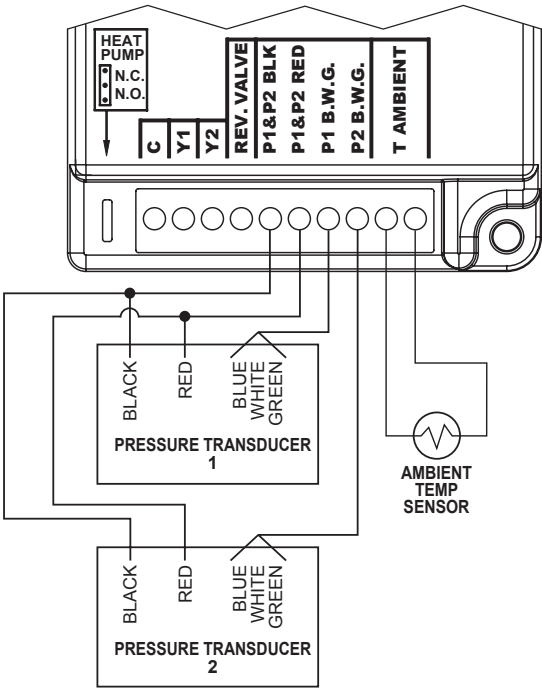 HEAT
PUMP
N.C.
N.O.
C
Y1
Y2
REV. VALVE
P1&P2 BLK
P1&P2 RED
P1 B.W.G.
P2 B.W.G.
T AMBIENT
BLACK
RED
BLUE
WHITE
GREEN
PRESSURE TRANSDUCER
1
AMBIENT
TEMP
SENSOR
BLACK
RED
BLUE
WHITE
GREEN
PRESSURE TRANSDUCER
2